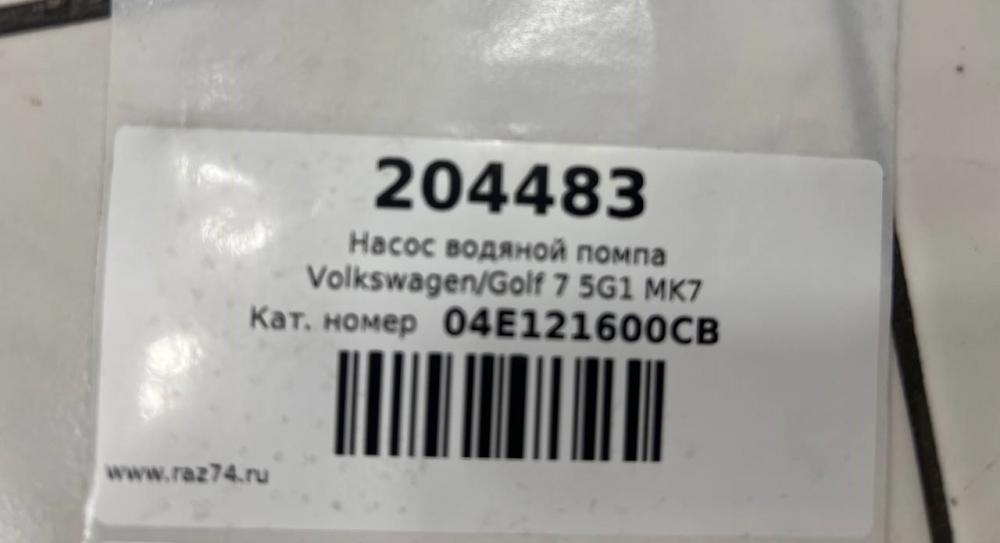 204483
Насос водяной помпа
Volkswagen/Golf 7 5G1 MK7
Кат. номер 04E121600CB
www.raz74.ru